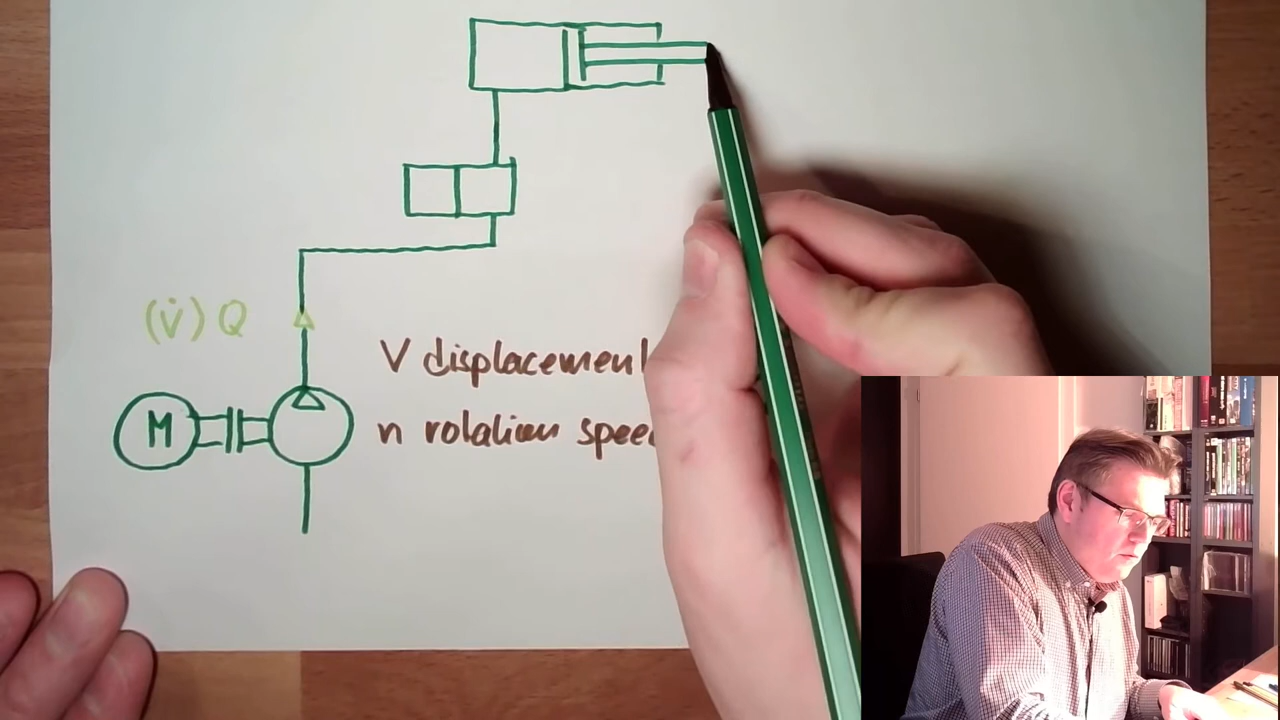 (V̇) Q
V displacement
M
n rotation speed